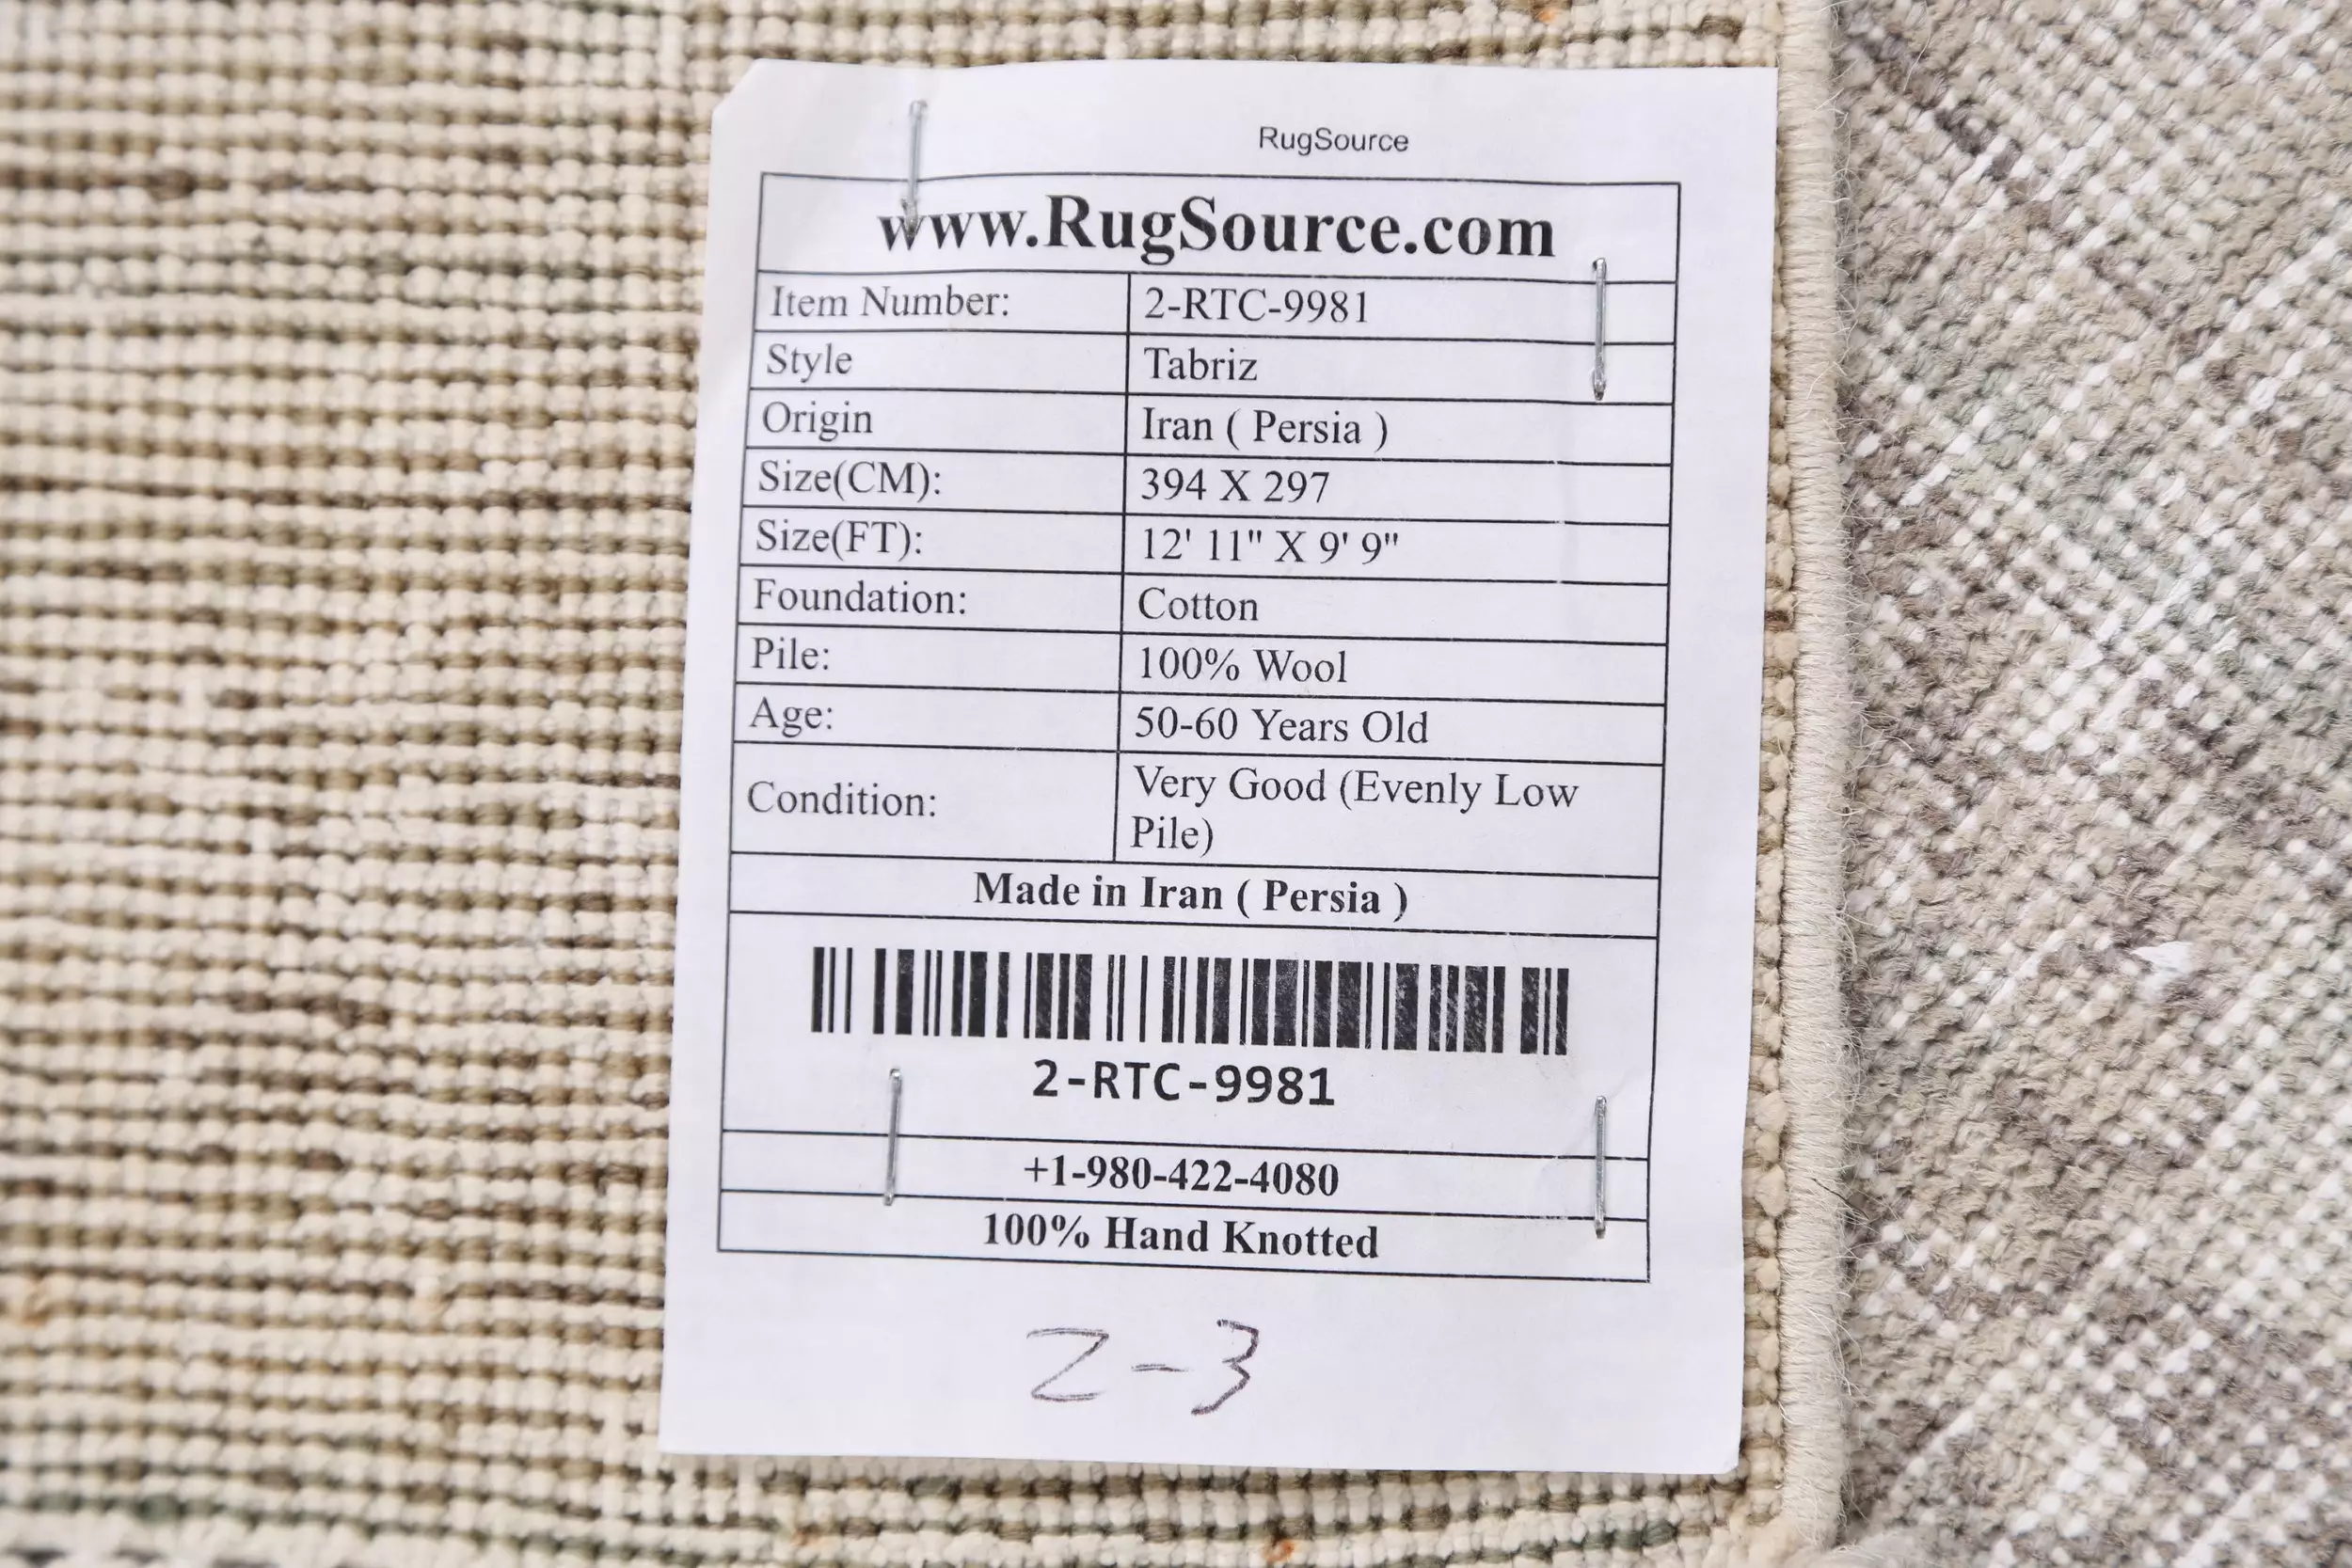 RugSource
www.RugSource.com
Item Number: 2-RTC-9981
Style Tabriz
Origin Iran ( Persia )
Size(CM): 394 X 297
Size(FT): 12' 11" X 9' 9"
Foundation: Cotton
Pile: 100% Wool
Age: 50-60 Years Old
Condition: Very Good (Evenly Low
Pile)
Made in Iran ( Persia )
2-RTC-9981
+1-980-422-4080
100% Hand Knotted
Z-3